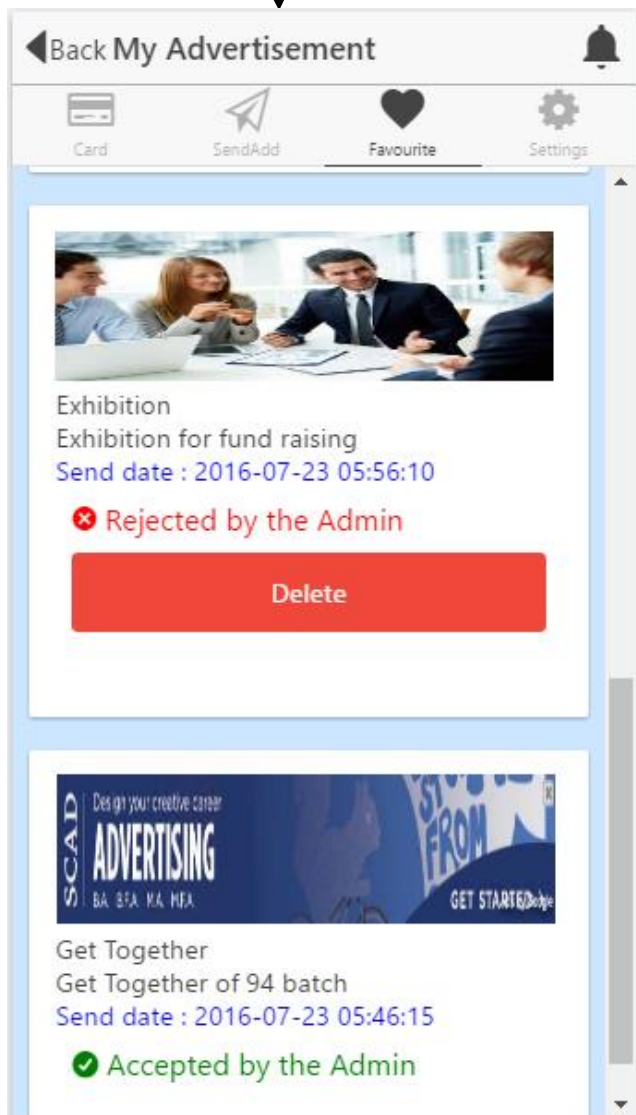 Back My Advertisement
Card SendAdd Favourite Settings
Exhibition
Exhibition for fund raising
Send date : 2016-07-23 05:56:10
Rejected by the Admin
Delete
SCAD
Design your creative career
ADVERTISING
BA BFA MA MFA
FROM
GET STARTED
Get Together
Get Together of 94 batch
Send date : 2016-07-23 05:46:15
Accepted by the Admin